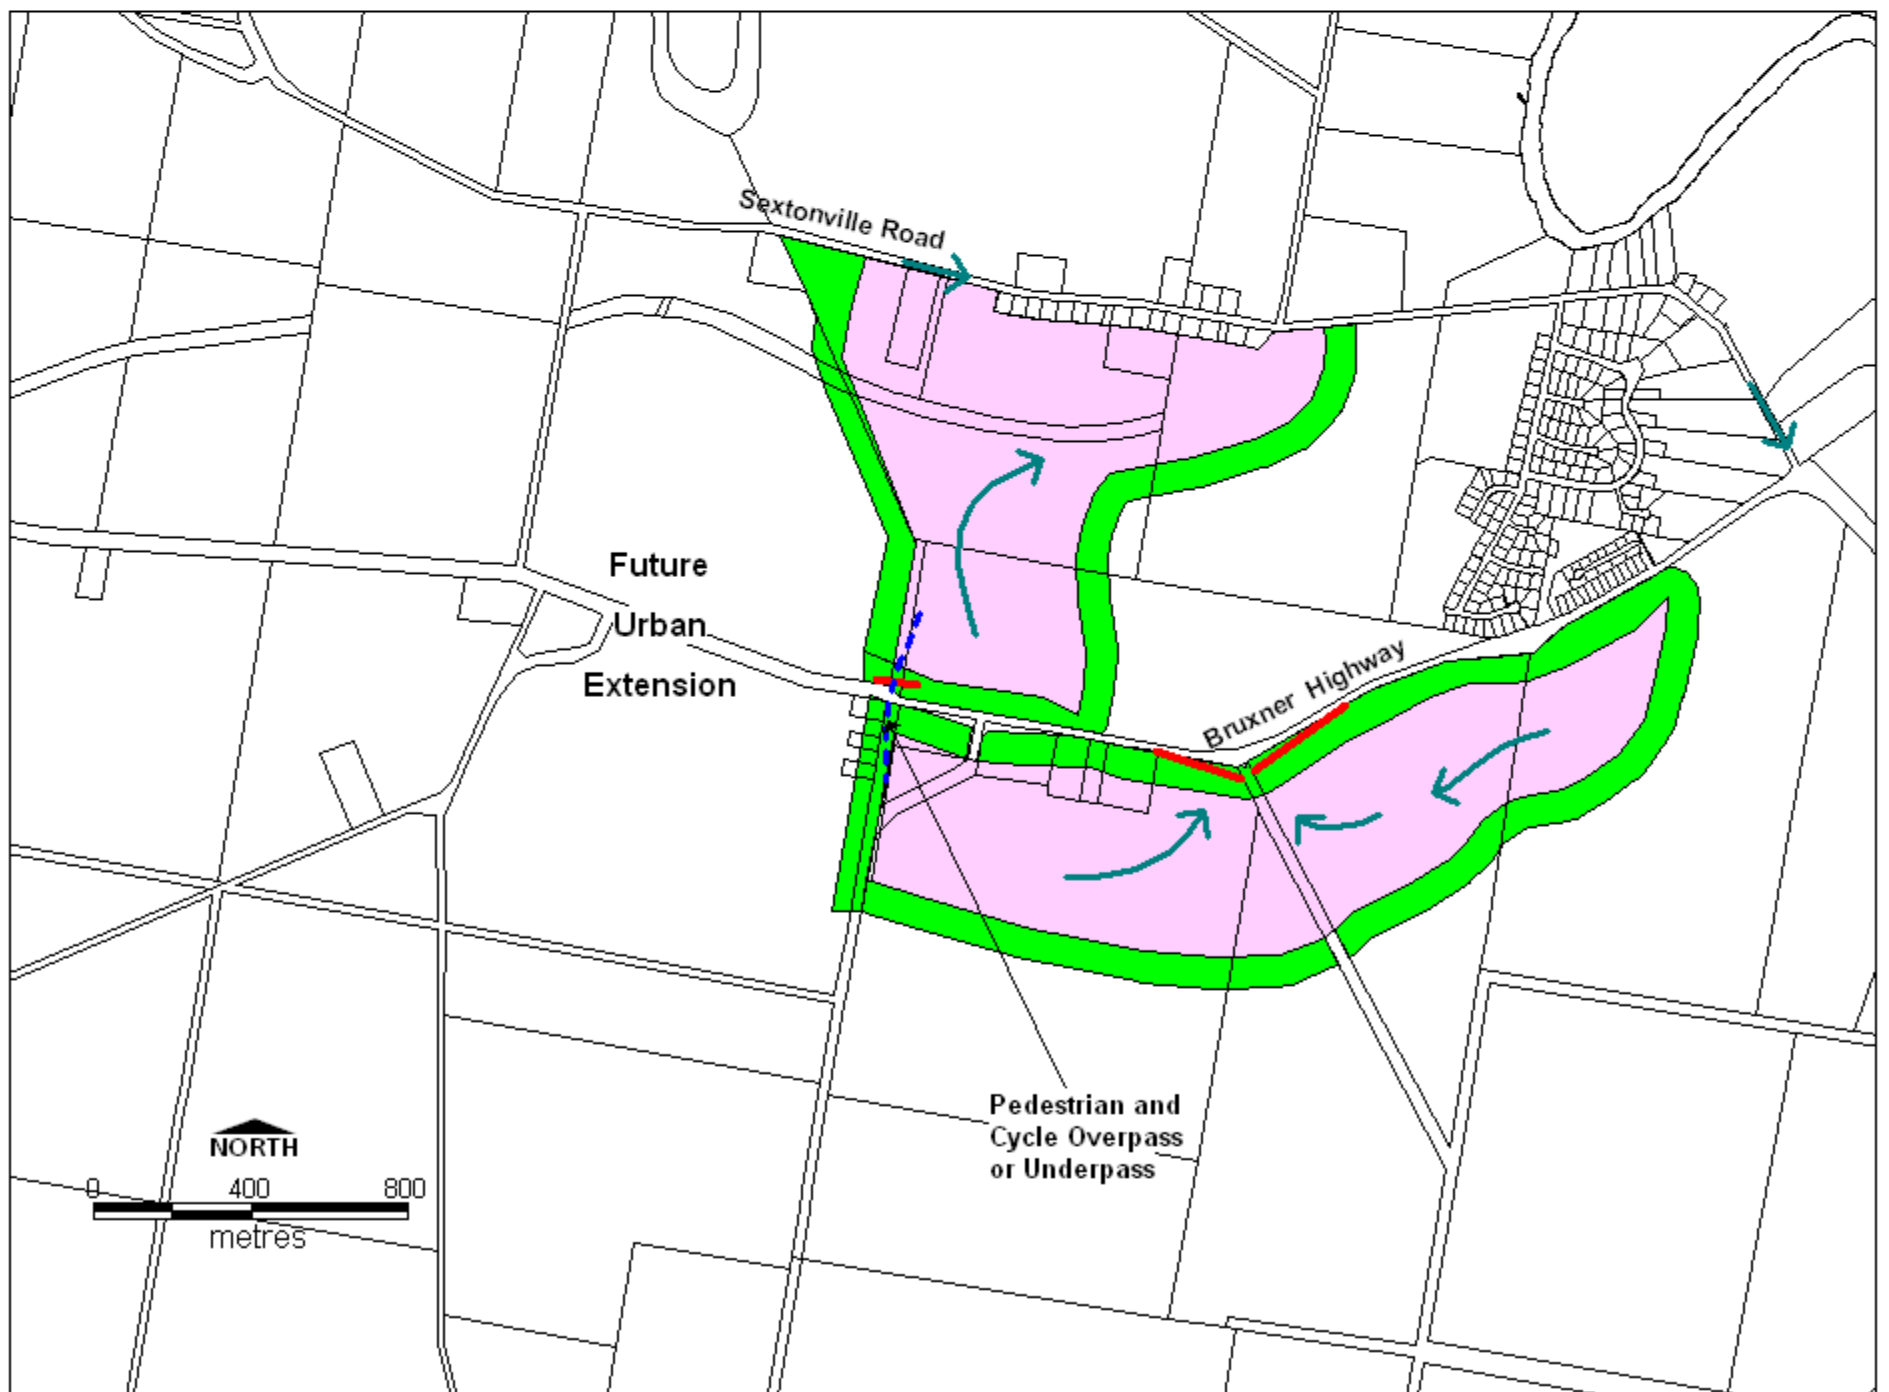 Sextonville Road
Future
Urban
Extension
Bruxner Highway
Pedestrian and
Cycle Overpass
or Underpass
NORTH
0 400 800
metres